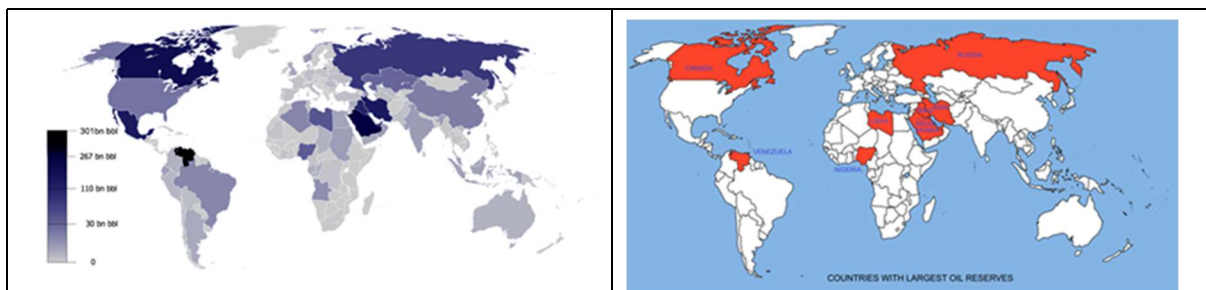 301bn bbl
267 bn bbl
110 bn bbl
30 bn bbl
0
CANADA
RUSSIA
VENEZUELA
NIGERIA
COUNTRIES WITH LARGEST OIL RESERVES